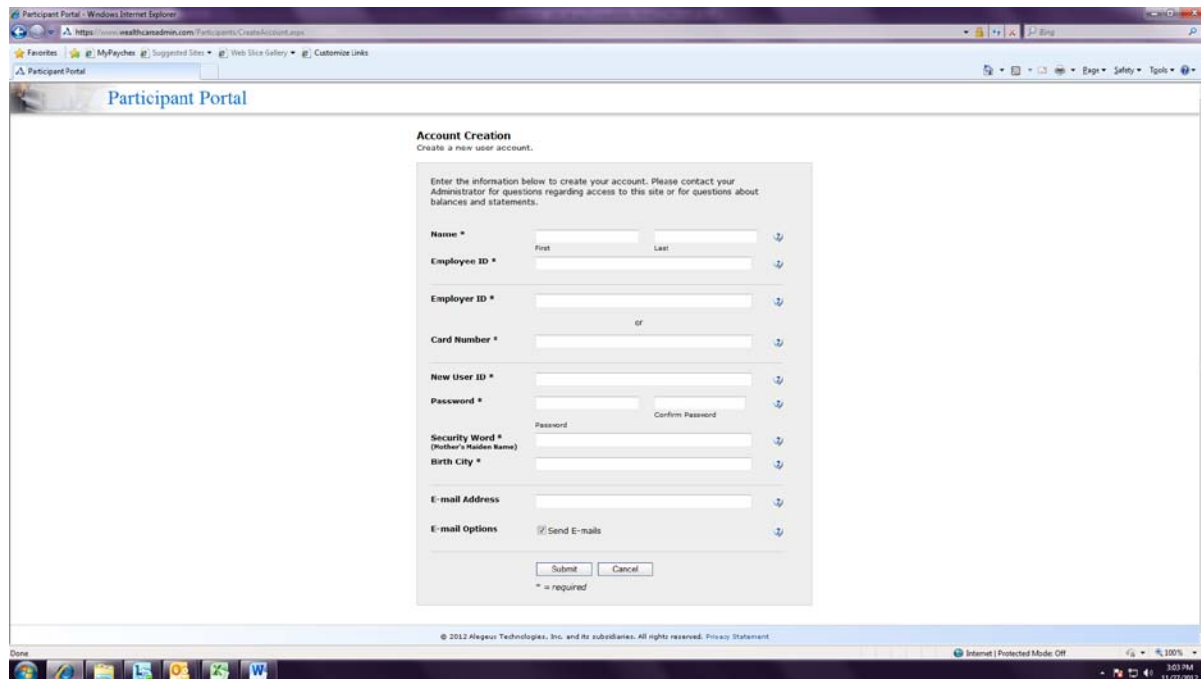 Participant Portal - Windows Internet Explorer
https://www.wealthcareadmin.com/Participants/CreateAccount.aspx
Bing
Favorites MyPaychex Suggested Sites Web Slice Gallery Customize Links
Participant Portal
Page Safety Tools
Participant Portal
Account Creation
Create a new user account.
Enter the information below to create your account. Please contact your
Administrator for questions regarding access to this site or for questions about
balances and statements.
Name *
First Last
Employee ID *
Employer ID *
or
Card Number *
New User ID *
Password *
Confirm Password
Password
Security Word *
(Mother's Maiden Name)
Birth City *
E-mail Address
E-mail Options Send E-mails
Submit Cancel
* = required
© 2012 Alegeus Technologies, Inc. and its subsidiaries. All rights reserved. Privacy Statement
Done Internet | Protected Mode: Off 100%
3:03 PM